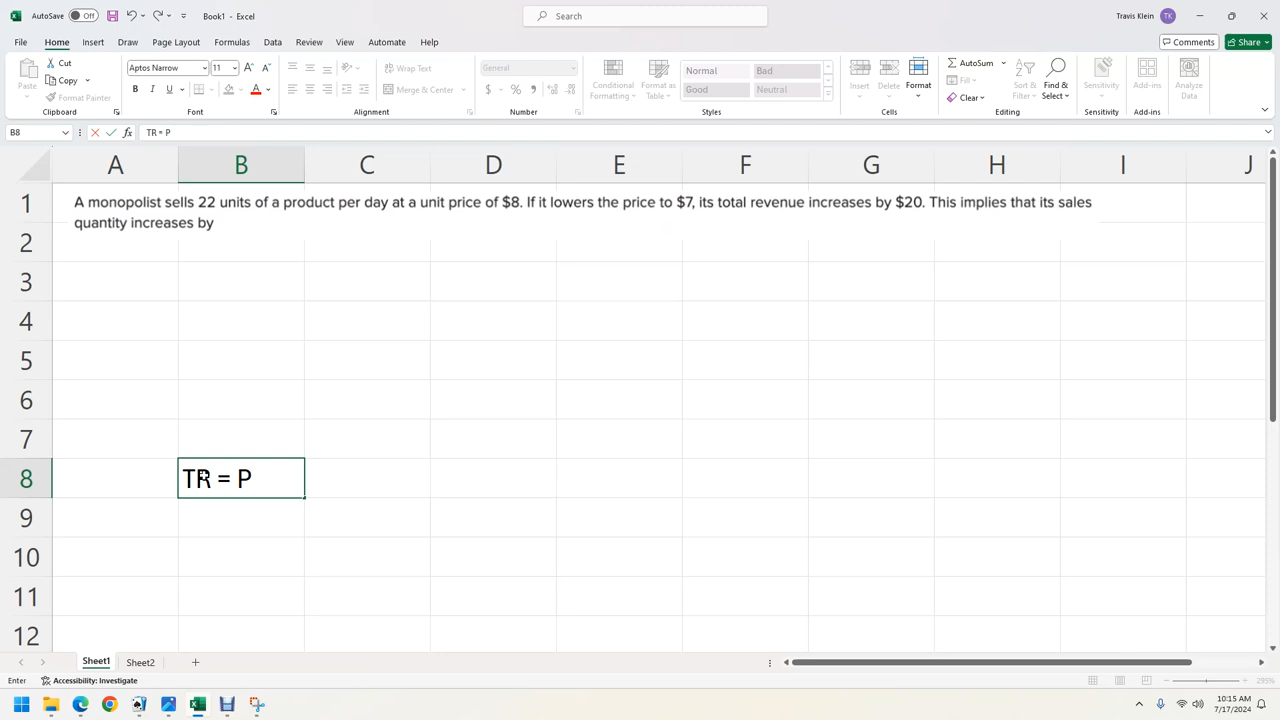 AutoSave Off Book1 - Excel Search Travis Klein TK
File Home Insert Draw Page Layout Formulas Data Review View Automate Help Comments Share
Paste Cut Copy Format Painter Clipboard
Aptos Narrow 11 A A B I U A Font
Wrap Text Merge & Center Alignment
General $ % Number
Conditional Formatting Format as Table Normal Bad Good Neutral Styles
Insert Delete Format Cells
AutoSum Fill Clear Sort & Filter Find & Select Editing
Sensitivity Sensitivity
Add-ins Add-ins
Analyze Data
B8 fx TR = P
A B C D E F G H I J
1 A monopolist sells 22 units of a product per day at a unit price of $8. If it lowers the price to $7, its total revenue increases by $20. This implies that its sales
2 quantity increases by
3
4
5
6
7
8 TR = P
9
10
11
12
Sheet1 Sheet2 +
Enter Accessibility: Investigate 295%
10:15 AM
7/17/2024